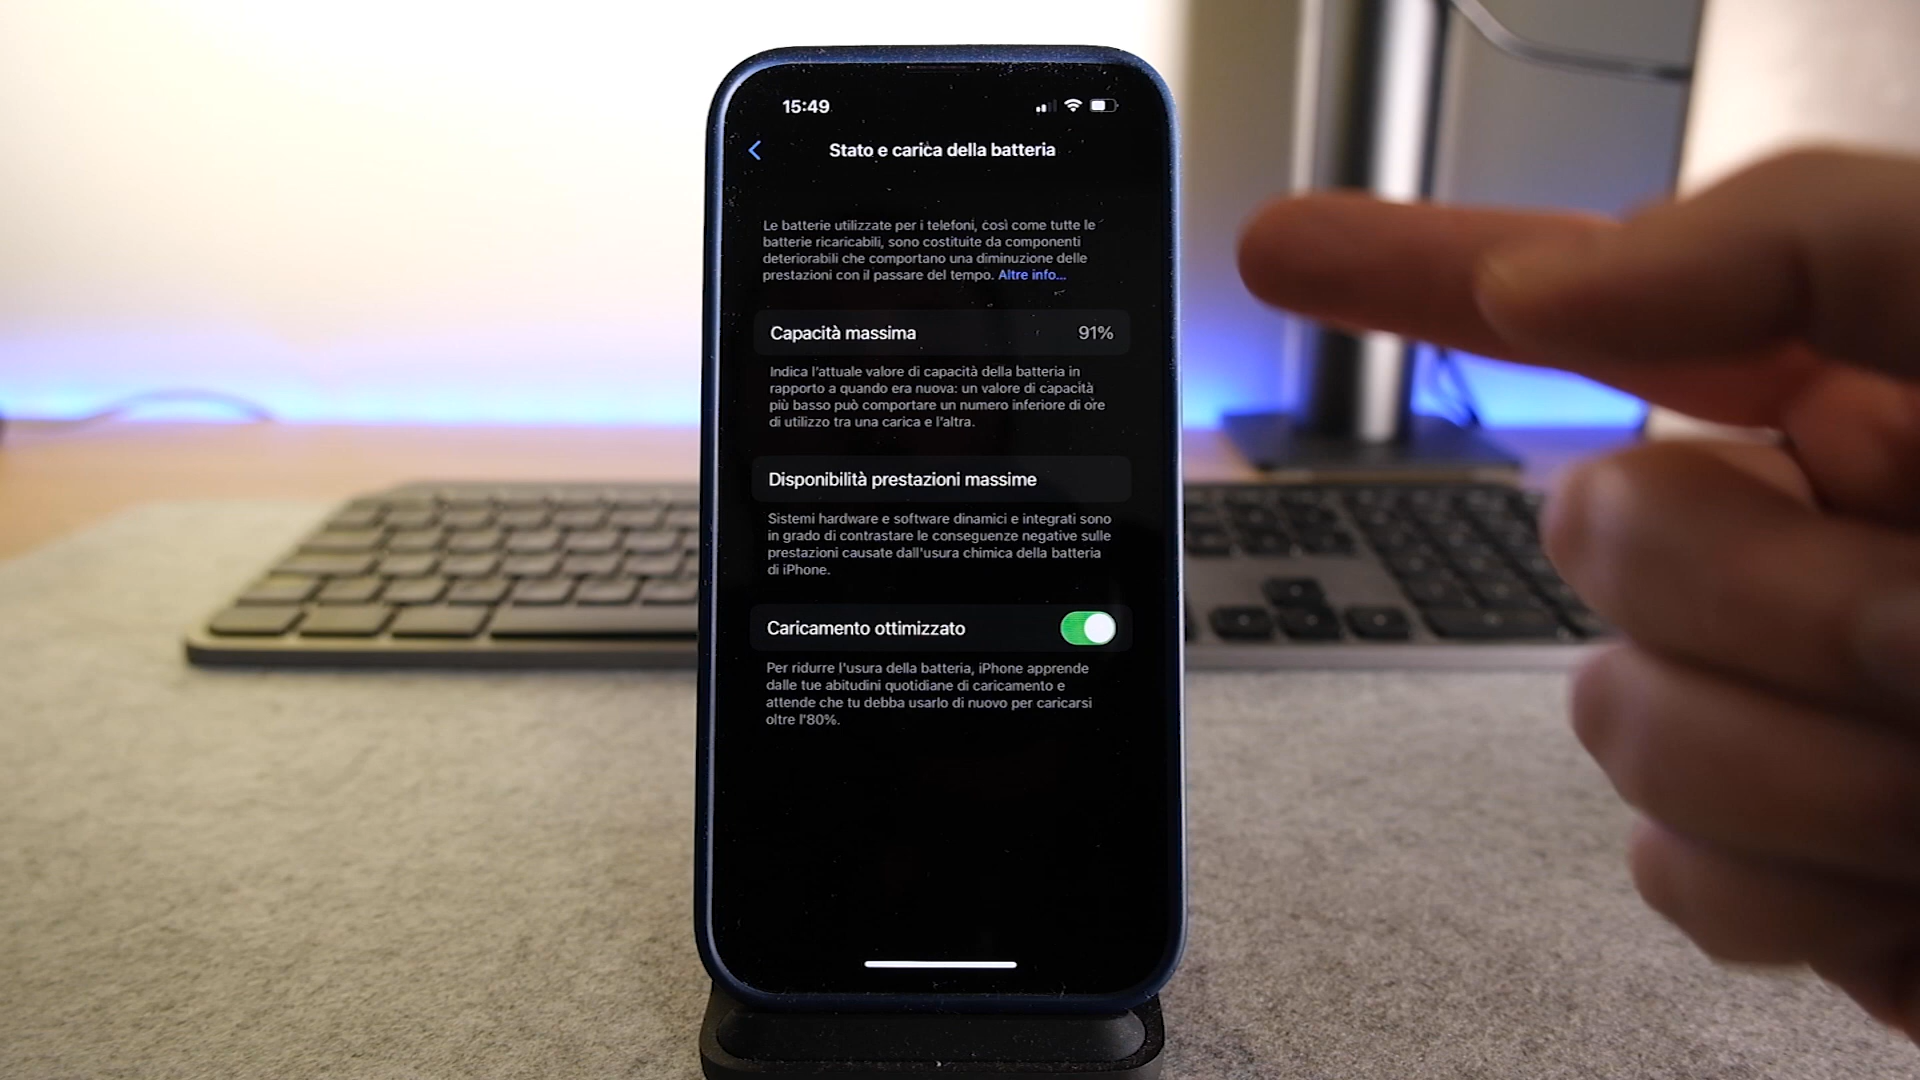 15:49
Stato e carica della batteria
Le batterie utilizzate per i telefoni, così come tutte le
batterie ricaricabili, sono costituite da componenti
deteriorabili che comportano una diminuzione delle
prestazioni con il passare del tempo. Altre info...
Capacità massima 91%
Indica l'attuale valore di capacità della batteria in
rapporto a quando era nuova: un valore di capacità
più basso può comportare un numero inferiore di ore
di utilizzo tra una carica e l'altra.
Disponibilità prestazioni massime
Sistemi hardware e software dinamici e integrati sono
in grado di contrastare le conseguenze negative sulle
prestazioni causate dall'usura chimica della batteria
di iPhone.
Caricamento ottimizzato
Per ridurre l'usura della batteria, iPhone apprende
dalle tue abitudini quotidiane di caricamento e
attende che tu debba usarlo di nuovo per caricarsi
oltre l'80%.